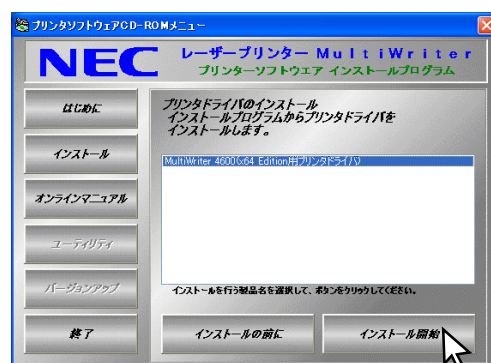 プリンタソフトウェアCD-ROMメニュー
NEC
レーザープリンター MultiWriter
プリンターソフトウエア インストールプログラム
はじめに
インストール
オンラインマニュアル
ユーティリティ
バージョンアップ
終了
プリンタドライバのインストール
インストールプログラムからプリンタドライバを
インストールします。
MultiWriter 4600(x64 Edition用プリンタドライバ)
インストールを行う製品名を選択して、ボタンをクリックしてください。
インストールの前に
インストール開始